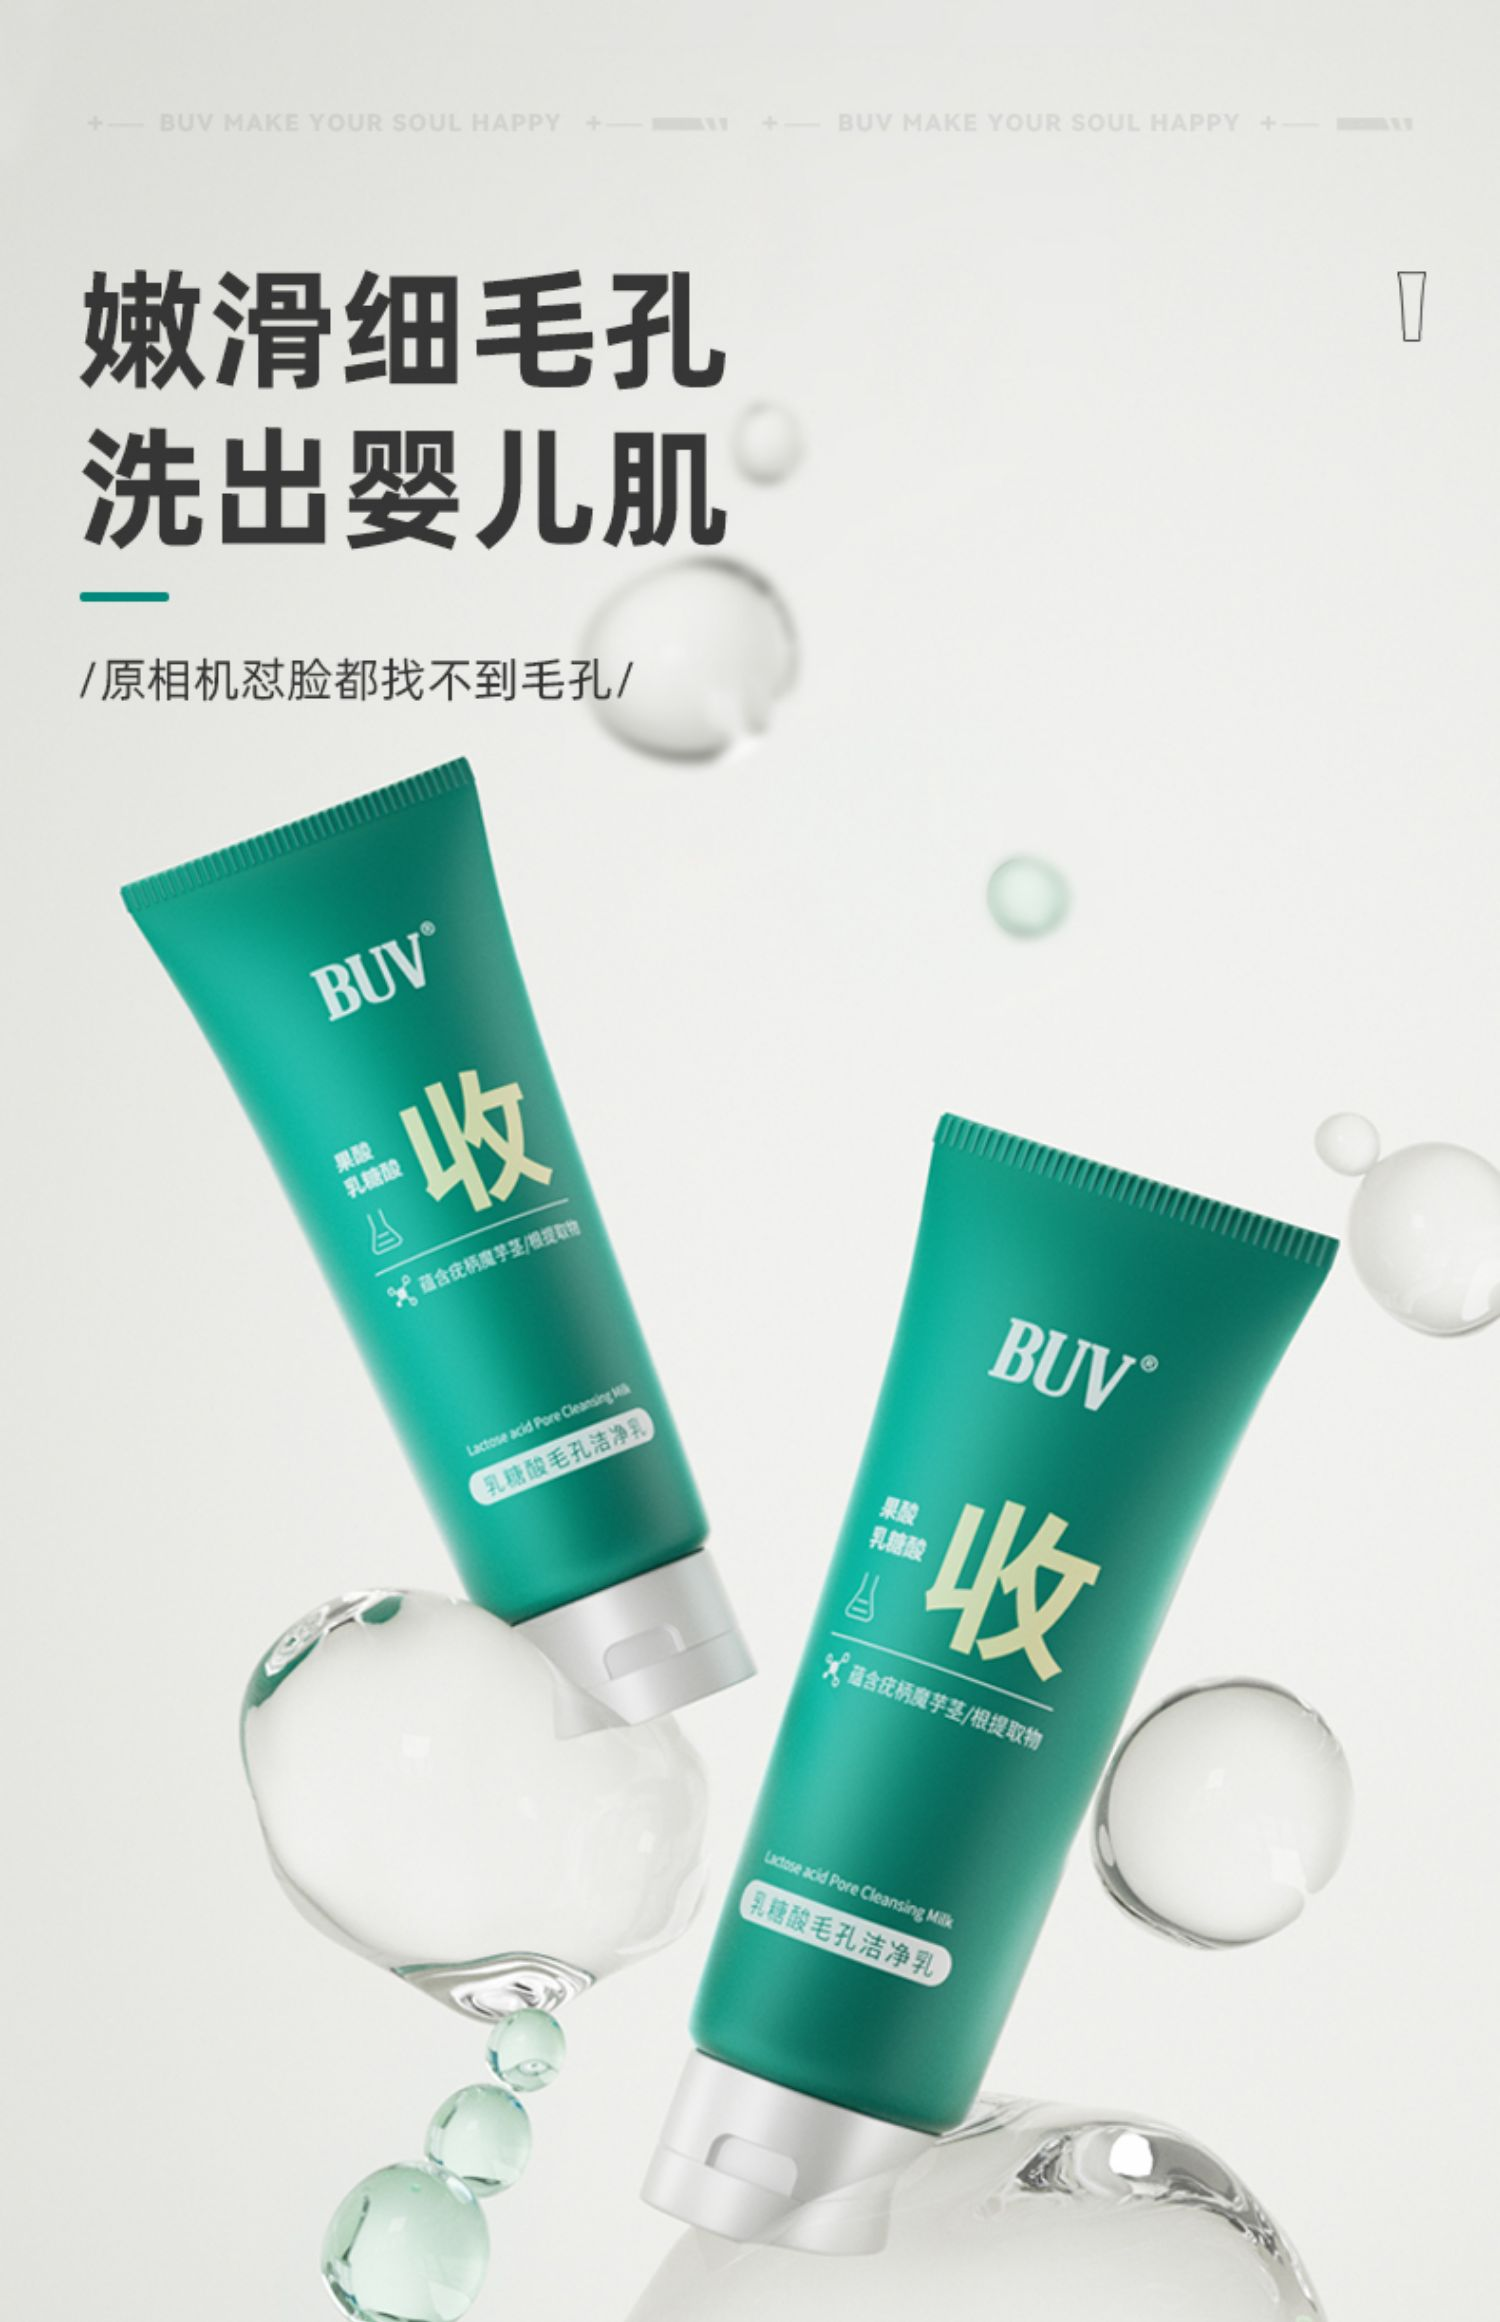 BUV MAKE YOUR SOUL HAPPY BUV MAKE YOUR SOUL HAPPY
嫩滑细毛孔
洗出婴儿肌
/原相机怼脸都找不到毛孔/
BUV®
收
果酸
乳糖酸
蕴含疣柄魔芋茎/根提取物
Lactose acid Pore Cleansing Milk
乳糖酸毛孔洁净乳
BUV®
收
果酸
乳糖酸
蕴含疣柄魔芋茎/根提取物
Lactose acid Pore Cleansing Milk
乳糖酸毛孔洁净乳